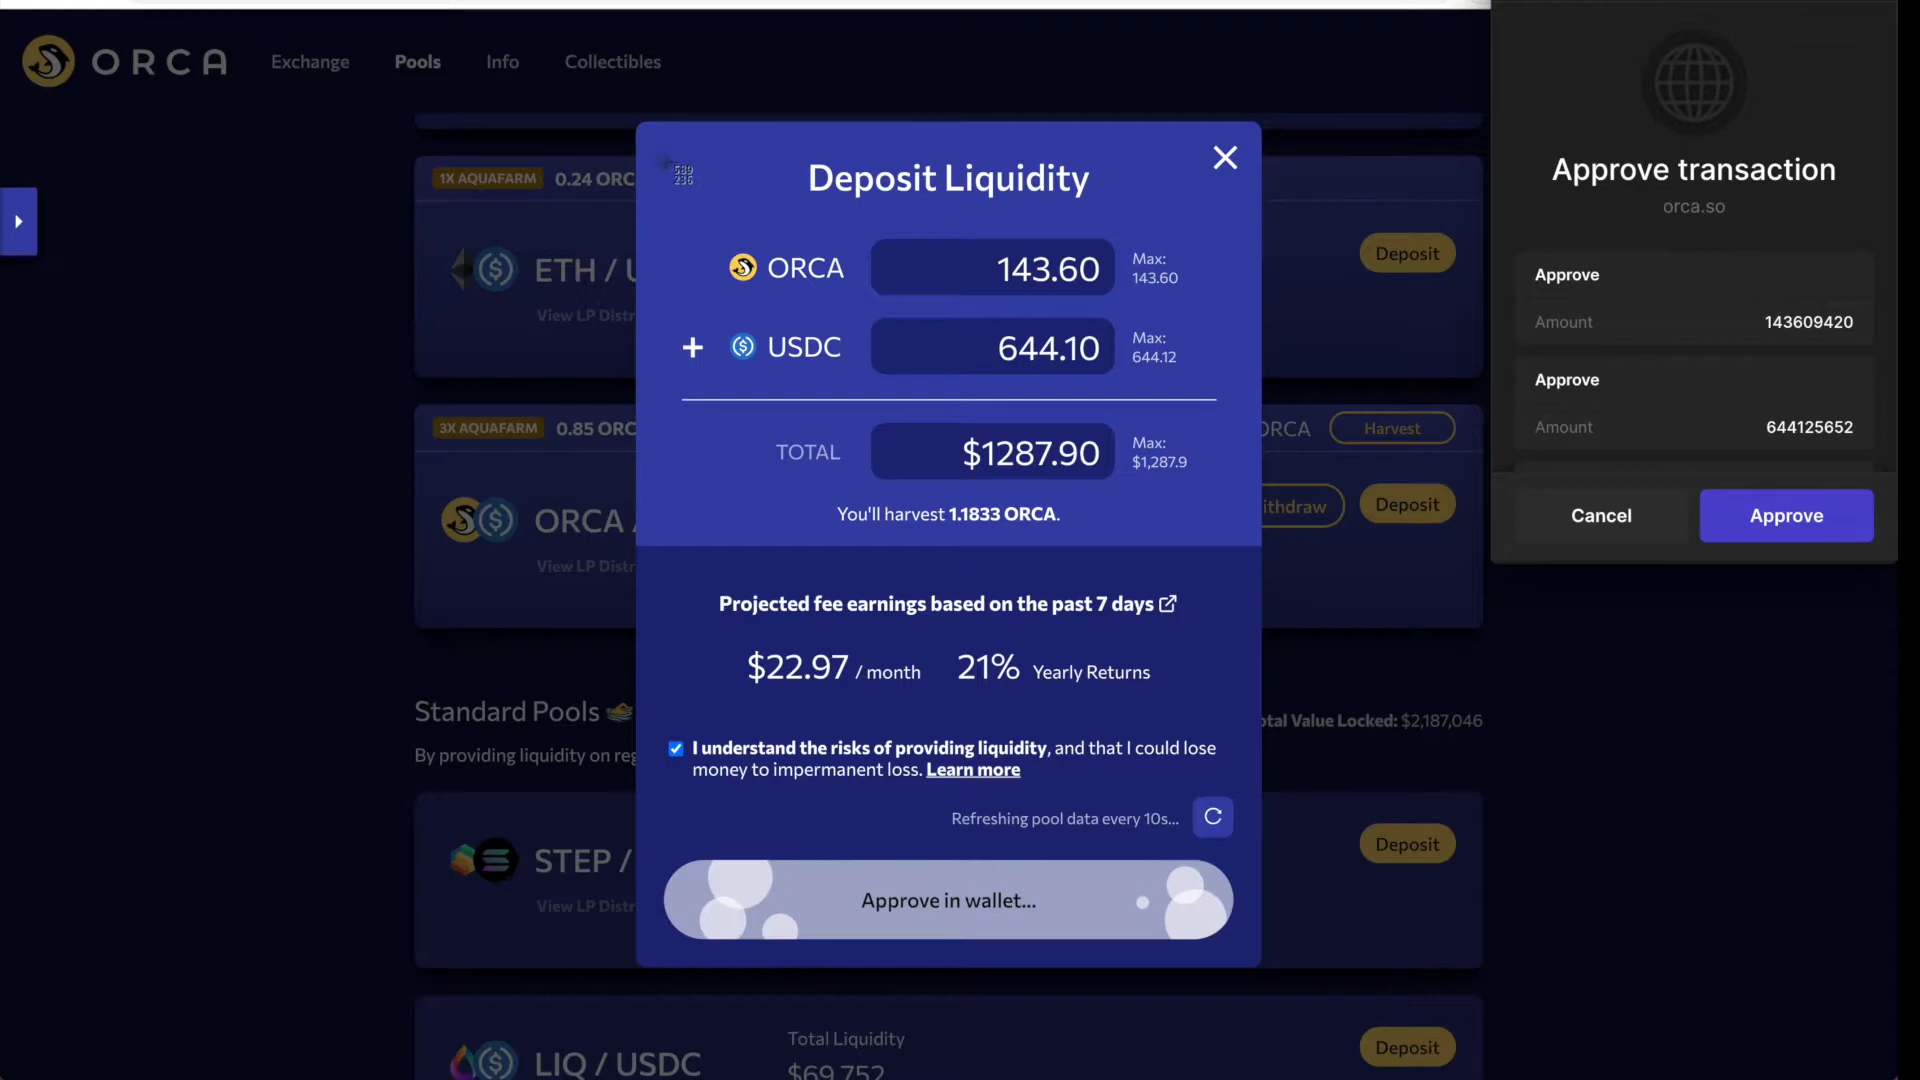 ORCA
Exchange
Pools
Info
Collectibles
1X AQUAFARM
0.24 ORC
ETH / U
View LP Distr
Deposit
3X AQUAFARM
0.85 ORC
ORCA
Harvest
ORCA
View LP Distr
ithdraw
Deposit
Standard Pools
otal Value Locked: $2,187,046
By providing liquidity on reg
STEP /
View LP Distr
Deposit
LIQ / USDC
Total Liquidity
$69,752
Deposit
589
236
Deposit Liquidity
ORCA
143.60
Max:
143.60
+
USDC
644.10
Max:
644.12
TOTAL
$1287.90
Max:
$1,287.9
You'll harvest 1.1833 ORCA.
Projected fee earnings based on the past 7 days
$22.97 / month
21% Yearly Returns
I understand the risks of providing liquidity, and that I could lose
money to impermanent loss. Learn more
Refreshing pool data every 10s...
Approve in wallet...
Approve transaction
orca.so
Approve
Amount
143609420
Approve
Amount
644125652
Cancel
Approve